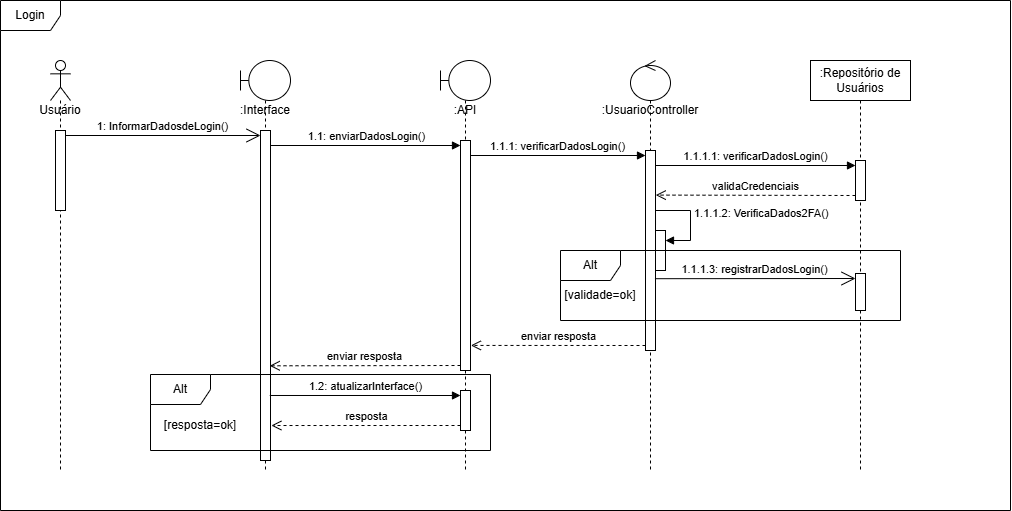 Login
Usuário
:Interface
:API
:UsuarioController
:Repositório de
Usuários
1: InformarDadosdeLogin()
1.1: enviarDadosLogin()
1.1.1: verificarDadosLogin()
1.1.1.1: verificarDadosLogin()
validaCredenciais
1.1.1.2: VerificaDados2FA()
Alt
1.1.1.3: registrarDadosLogin()
[validade=ok]
enviar resposta
enviar resposta
Alt
1.2: atualizarInterface()
resposta
[resposta=ok]